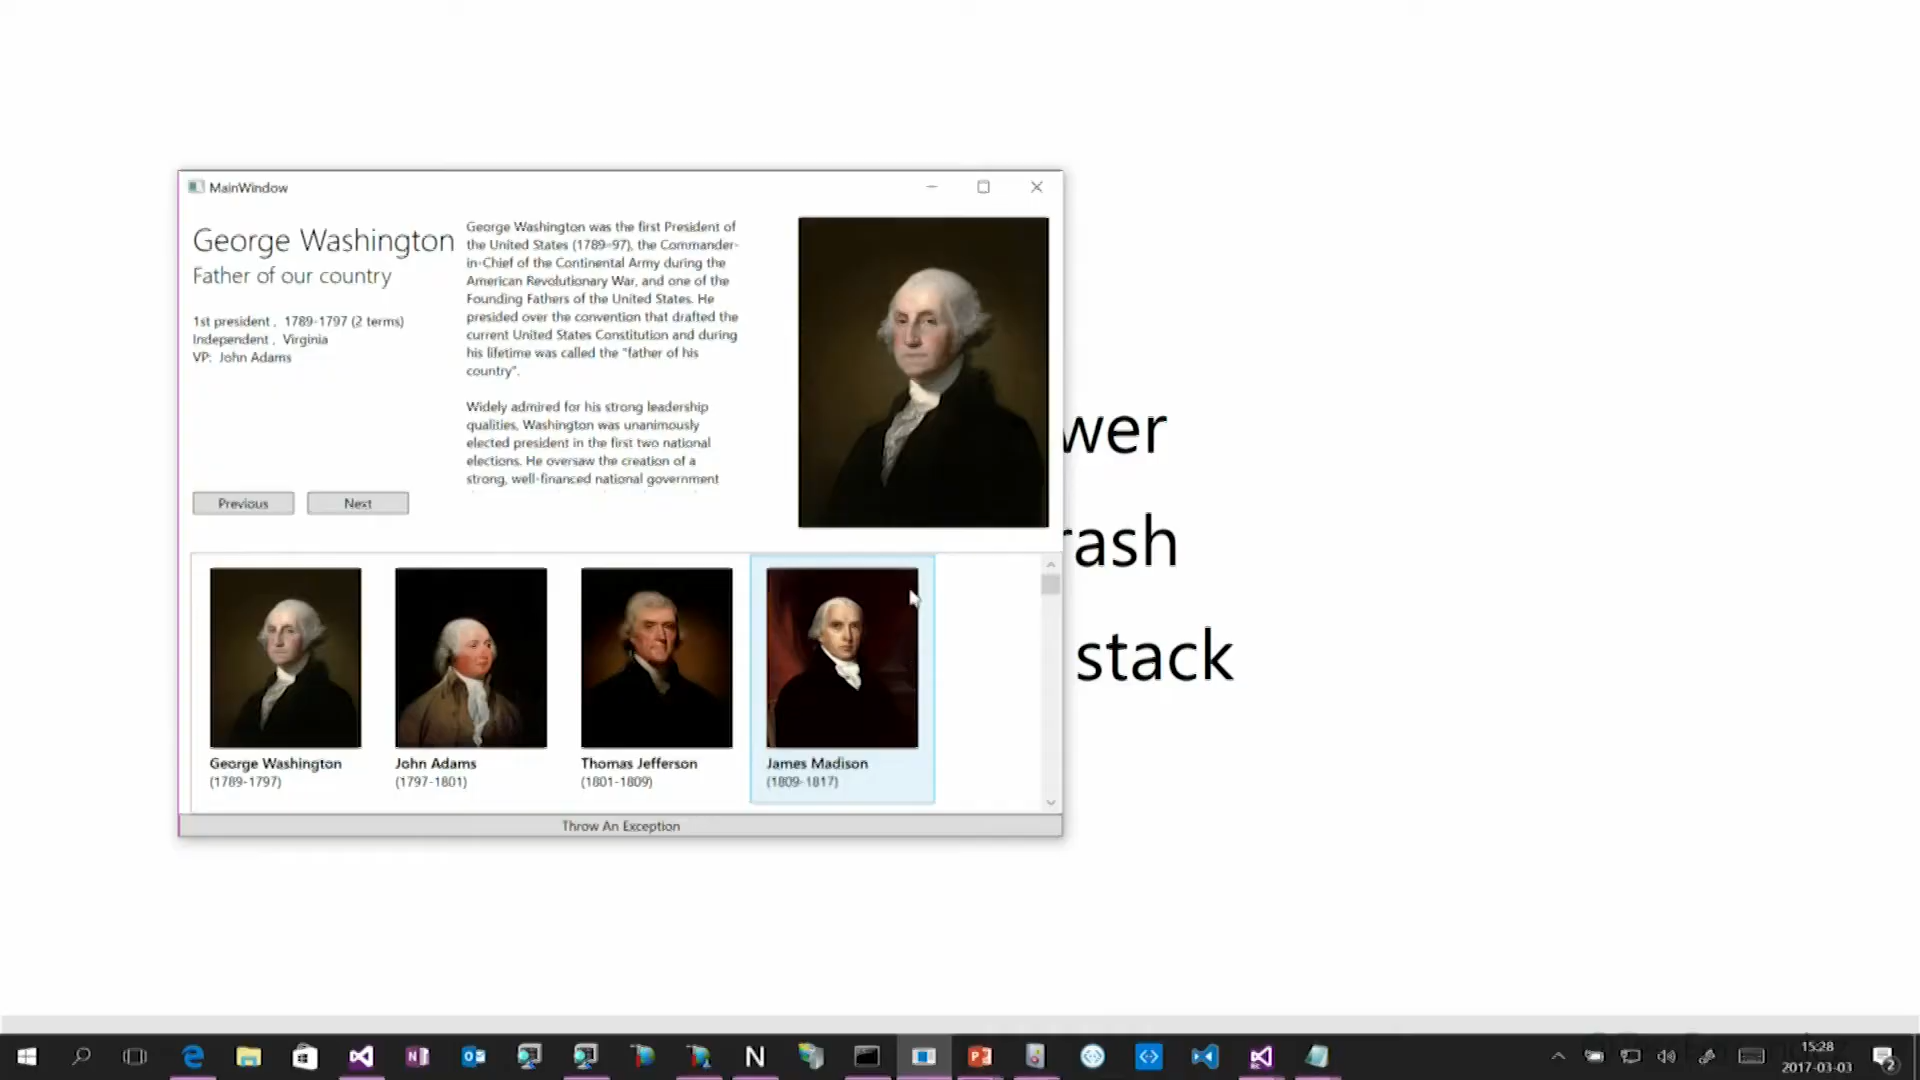 MainWindow
George Washington
Father of our country
1st president , 1789-1797 (2 terms)
Independent , Virginia
VP: John Adams
Previous
Next
George Washington was the first President of
the United States (1789–97), the Commander-
in-Chief of the Continental Army during the
American Revolutionary War, and one of the
Founding Fathers of the United States. He
presided over the convention that drafted the
current United States Constitution and during
his lifetime was called the "father of his
country".
Widely admired for his strong leadership
qualities, Washington was unanimously
elected president in the first two national
elections. He oversaw the creation of a
strong, well-financed national government
George Washington
(1789-1797)
John Adams
(1797-1801)
Thomas Jefferson
(1801-1809)
James Madison
(1809-1817)
Throw An Exception
wer
rash
stack
15:28
2017-03-03
2